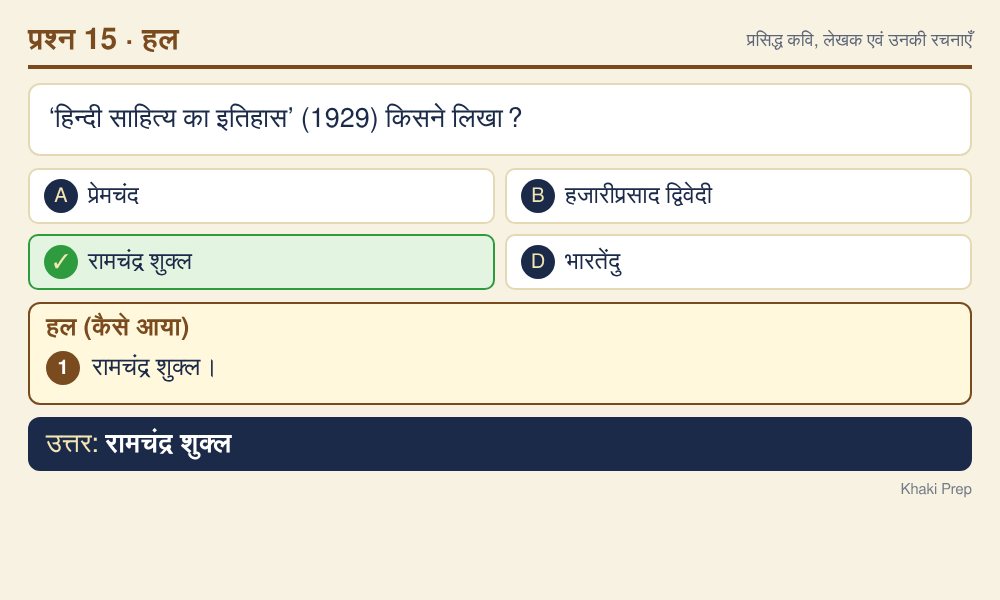 प्रश्न 15 · हल
प्रसिद्ध कवि, लेखक एवं उनकी रचनाएँ
‘हिन्दी साहित्य का इतिहास’ (1929) किसने लिखा ?
A प्रेमचंद
B हजारीप्रसाद द्विवेदी
✓ रामचंद्र शुक्ल
D भारतेंदु
हल (कैसे आया)
1 रामचंद्र शुक्ल।
उत्तर: रामचंद्र शुक्ल
Khaki Prep